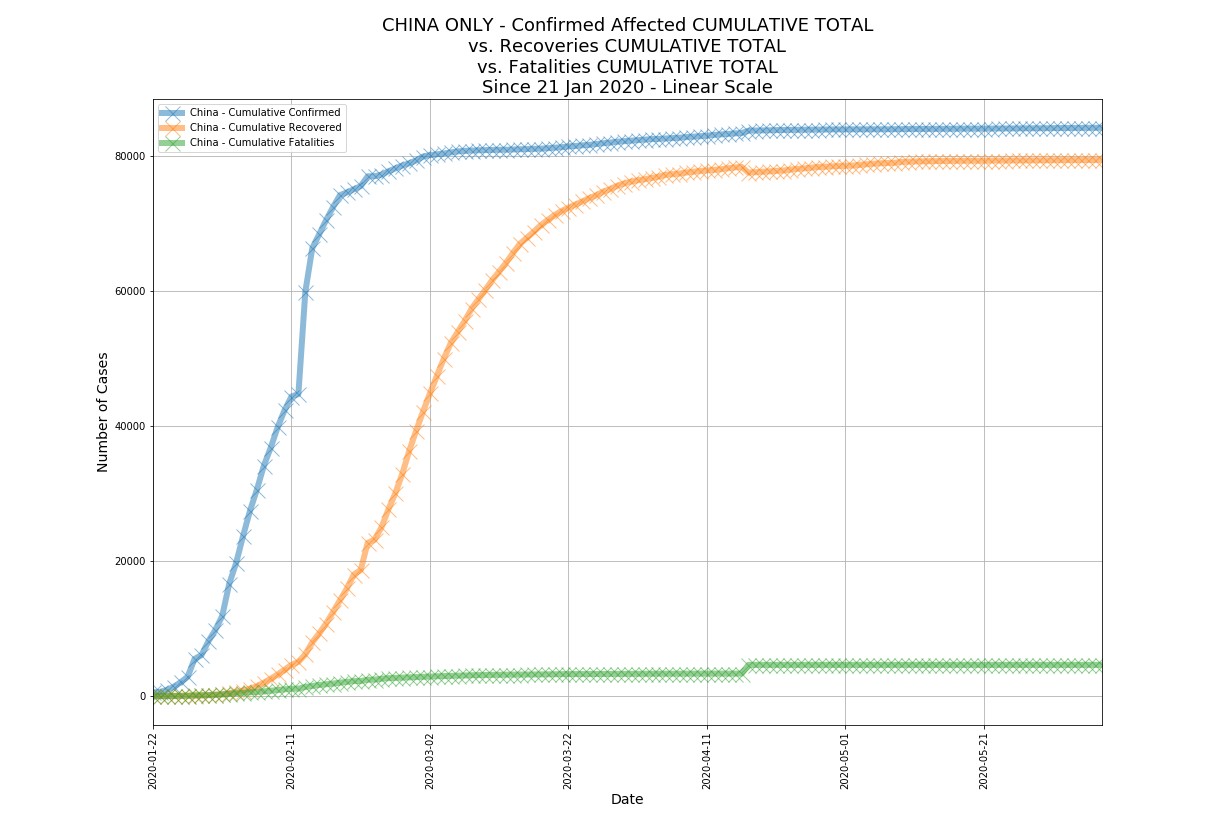 CHINA ONLY - Confirmed Affected CUMULATIVE TOTAL
vs. Recoveries CUMULATIVE TOTAL
vs. Fatalities CUMULATIVE TOTAL
Since 21 Jan 2020 - Linear Scale
China - Cumulative Confirmed
China - Cumulative Recovered
China - Cumulative Fatalities
Number of Cases
80000
60000
40000
20000
0
2020-01-22
2020-02-11
2020-03-02
2020-03-22
2020-04-11
2020-05-01
2020-05-21
Date